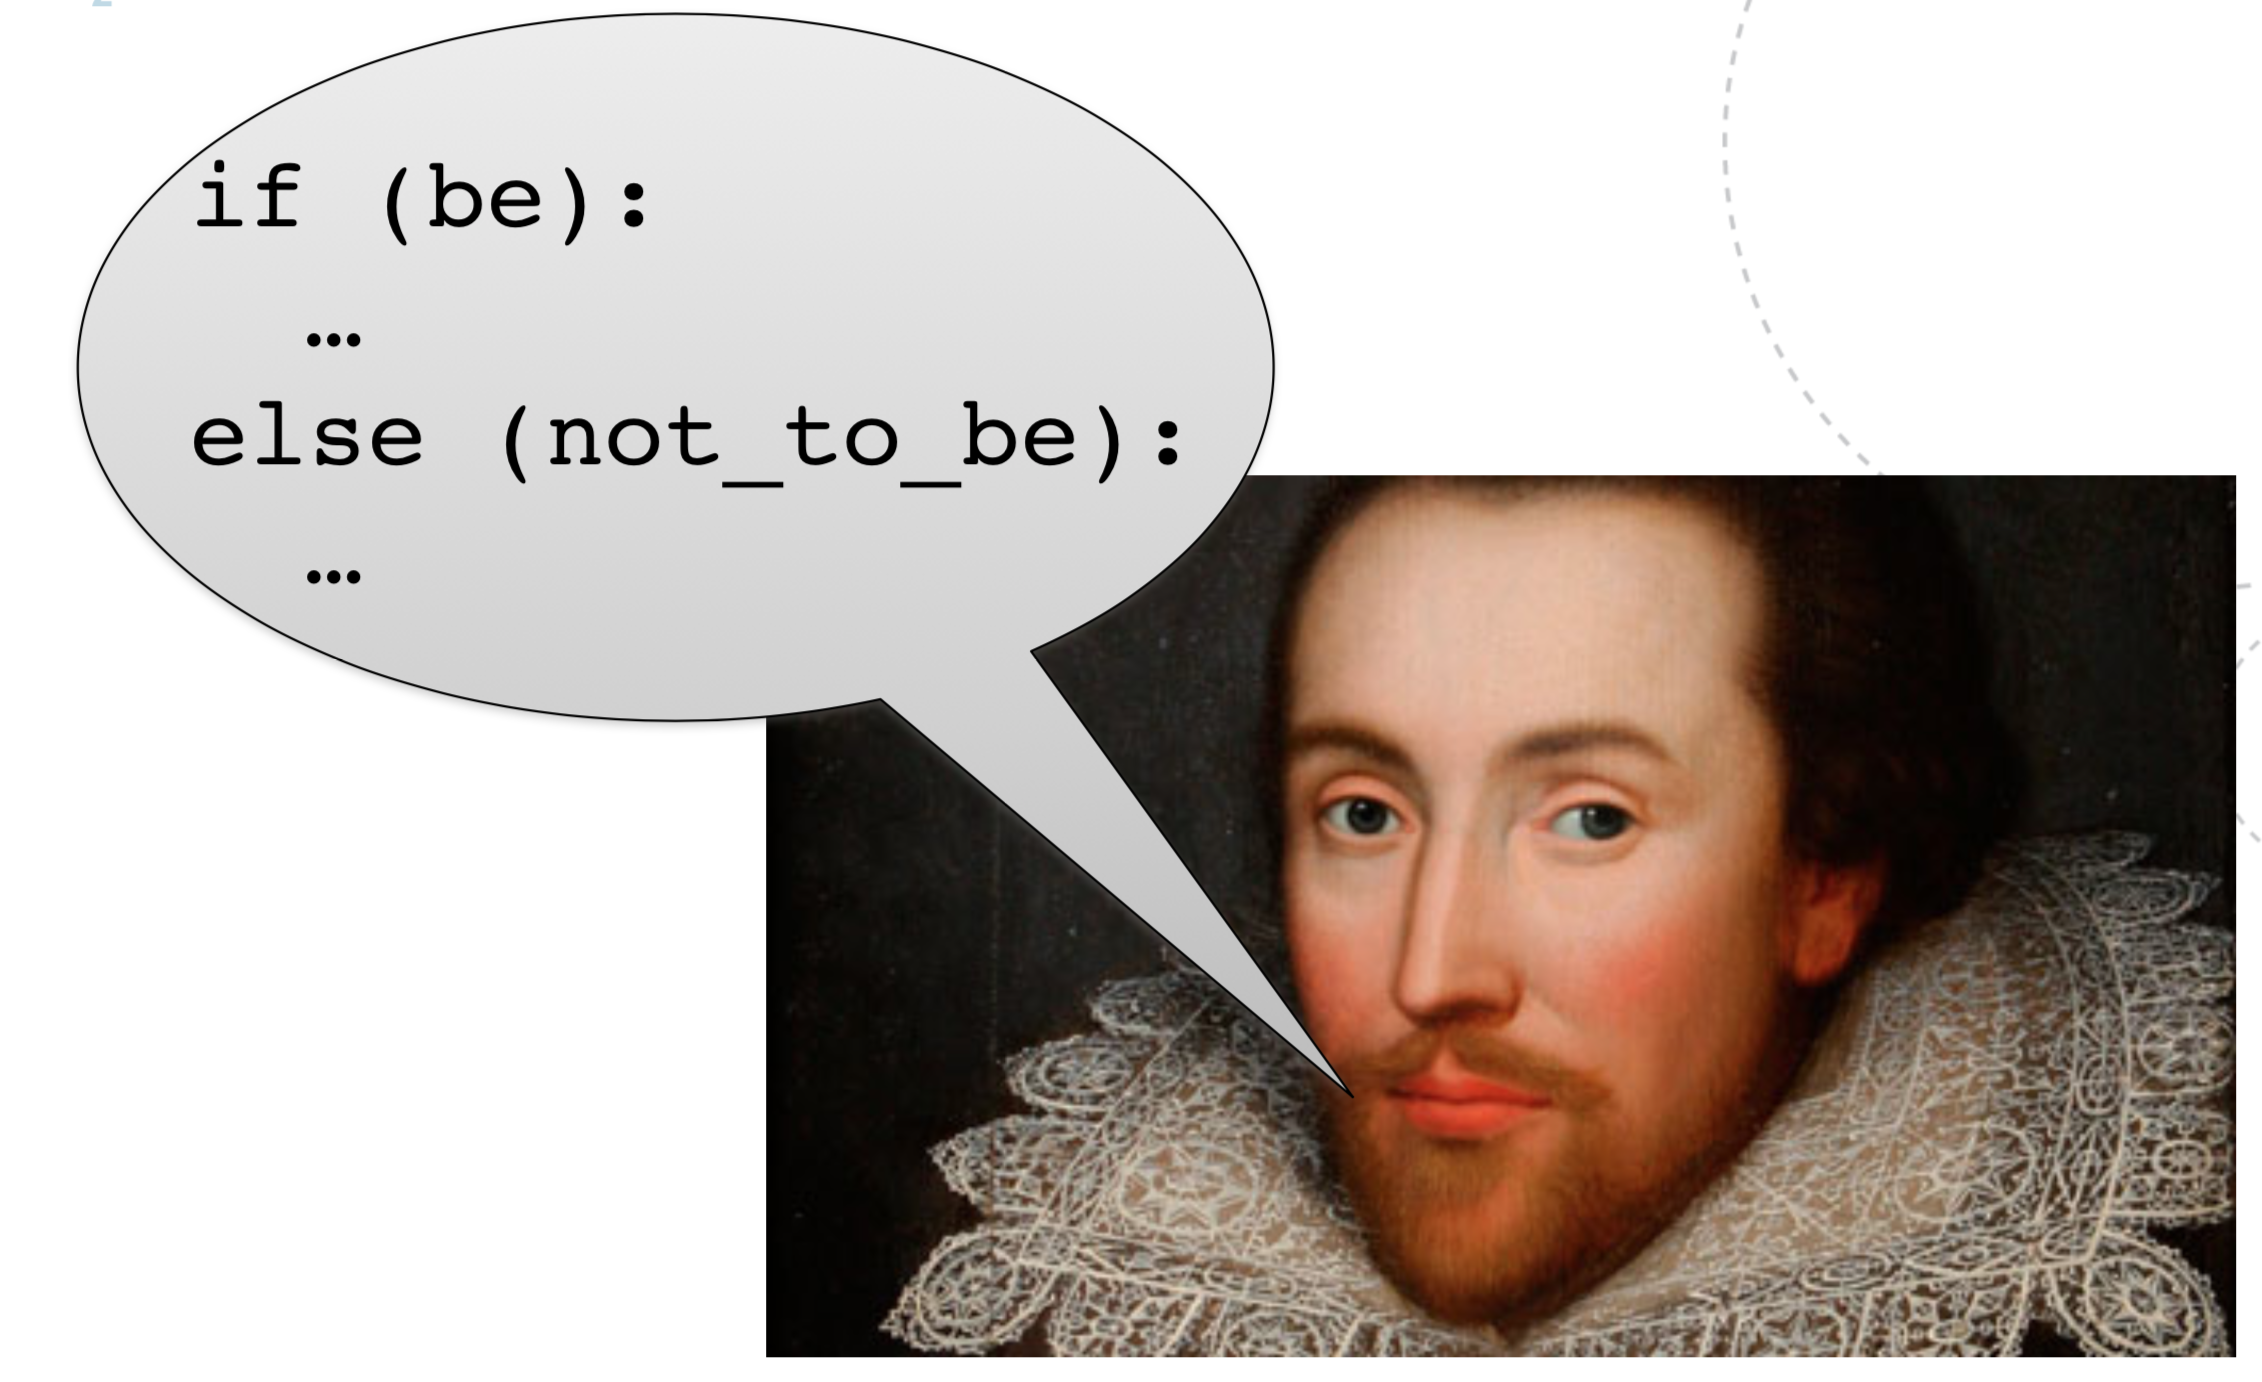 if (be):
…
else (not_to_be):
…